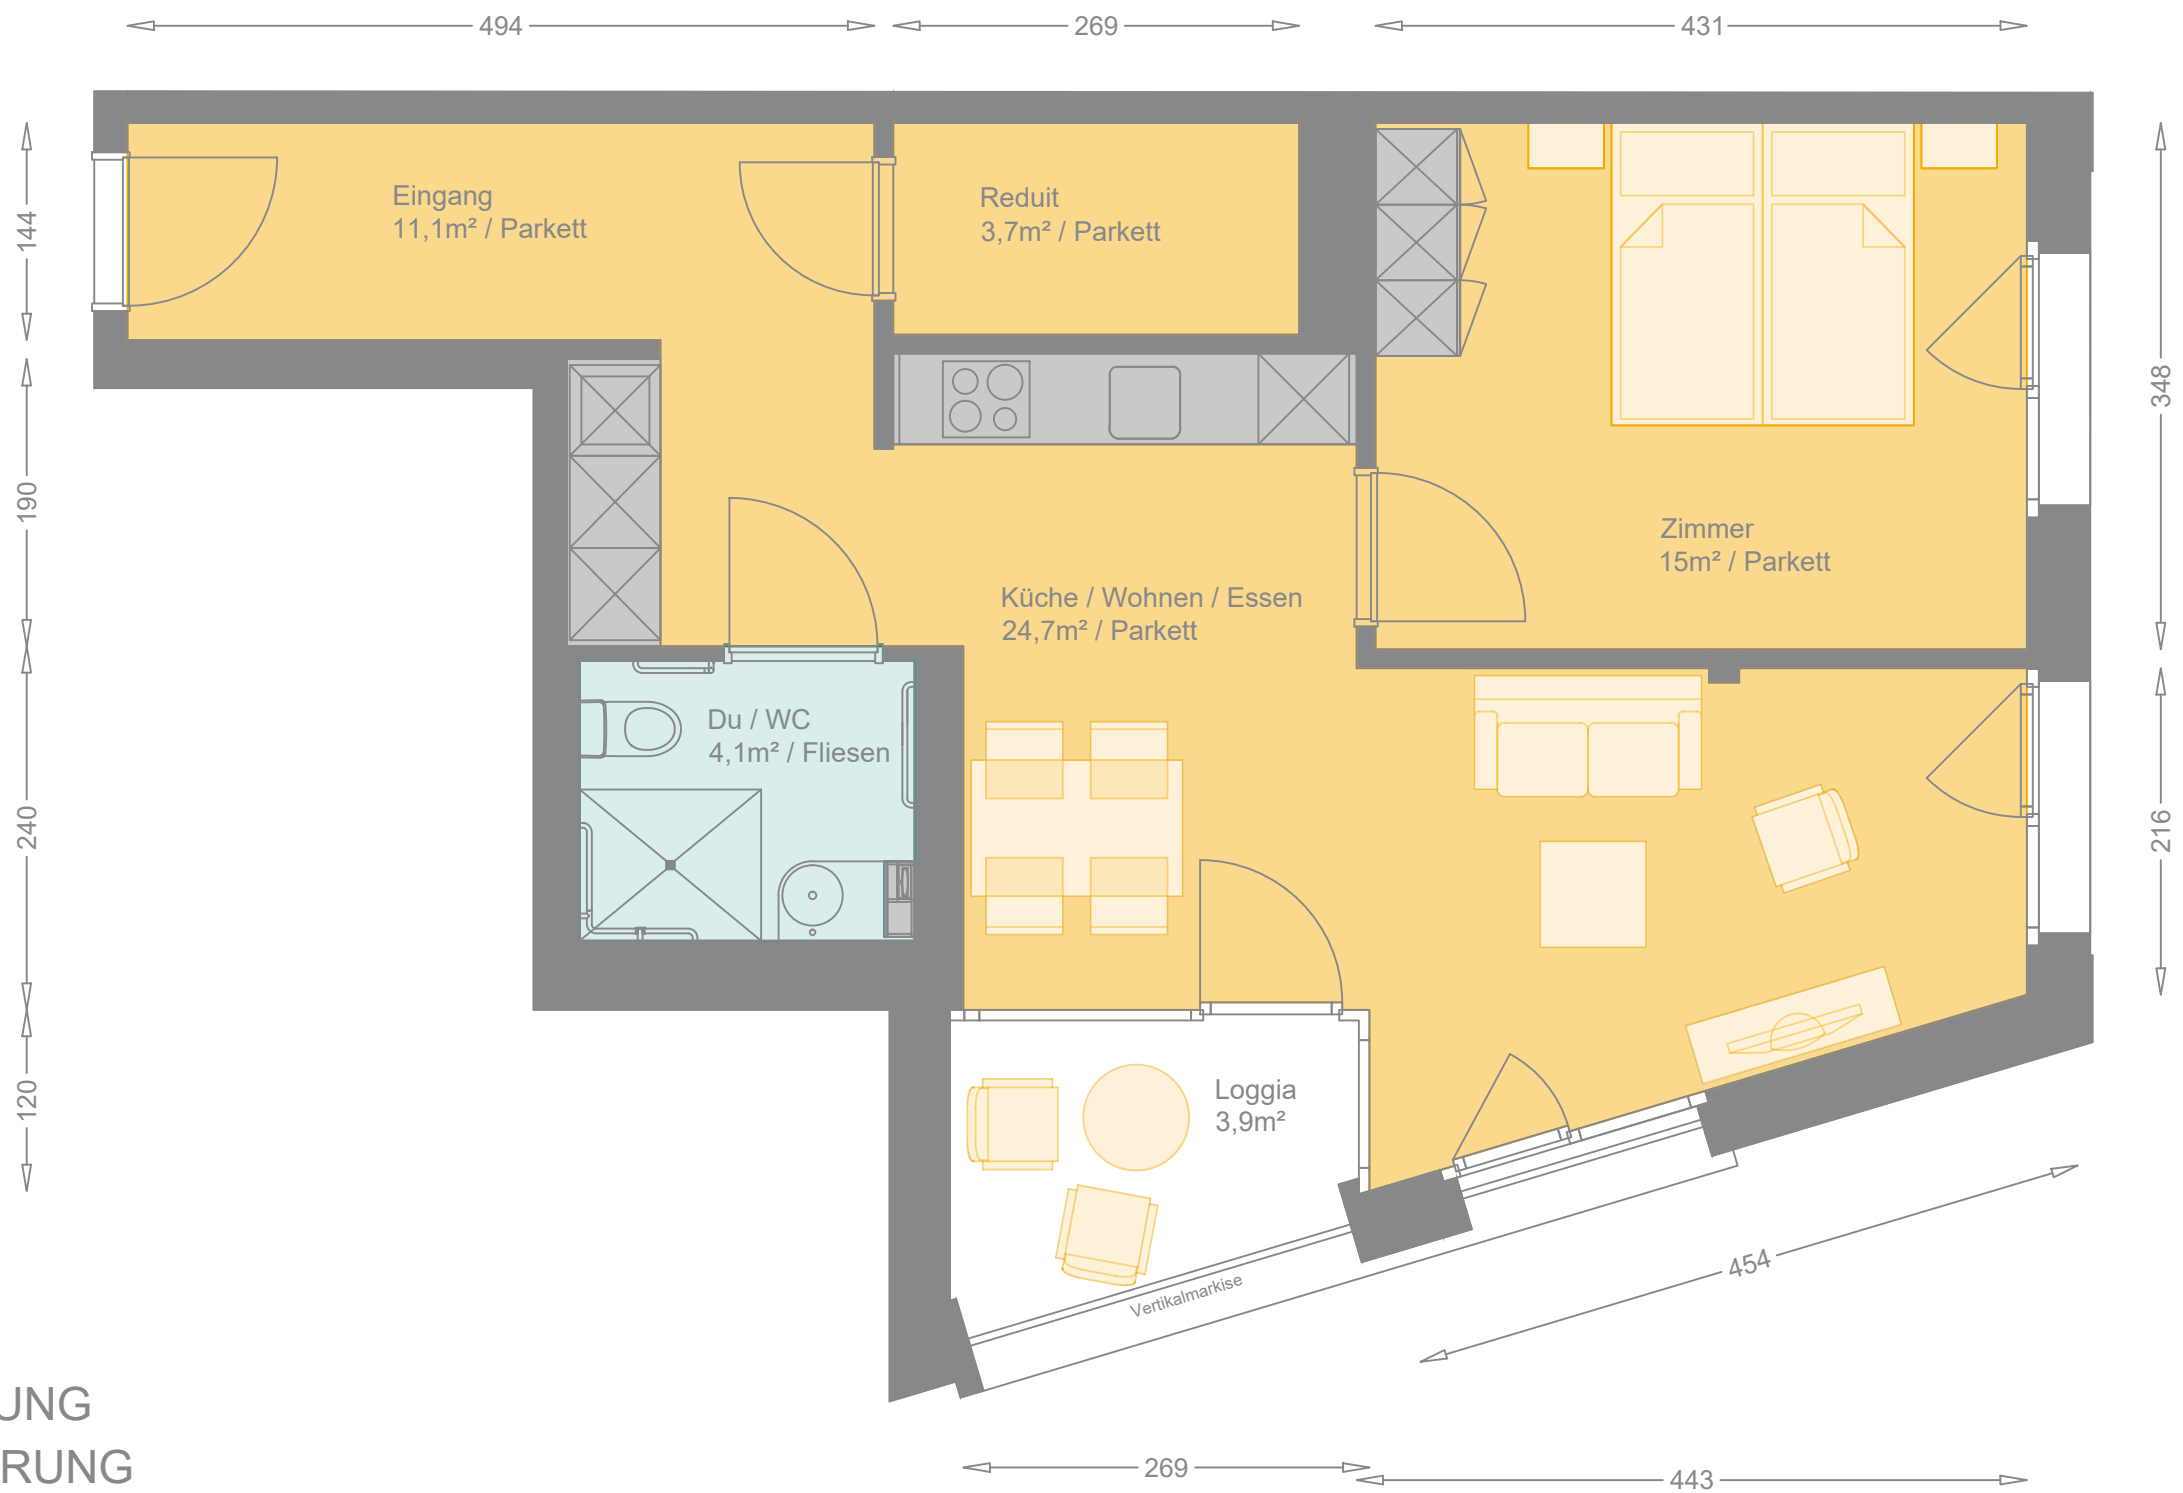 494
269
431
144
190
240
120
348
216
Eingang
11,1m² / Parkett
Reduit
3,7m² / Parkett
Zimmer
15m² / Parkett
Küche / Wohnen / Essen
24,7m² / Parkett
Du / WC
4,1m² / Fliesen
Loggia
3,9m²
Vertikalmarkise
454
UNG
RUNG
269
443